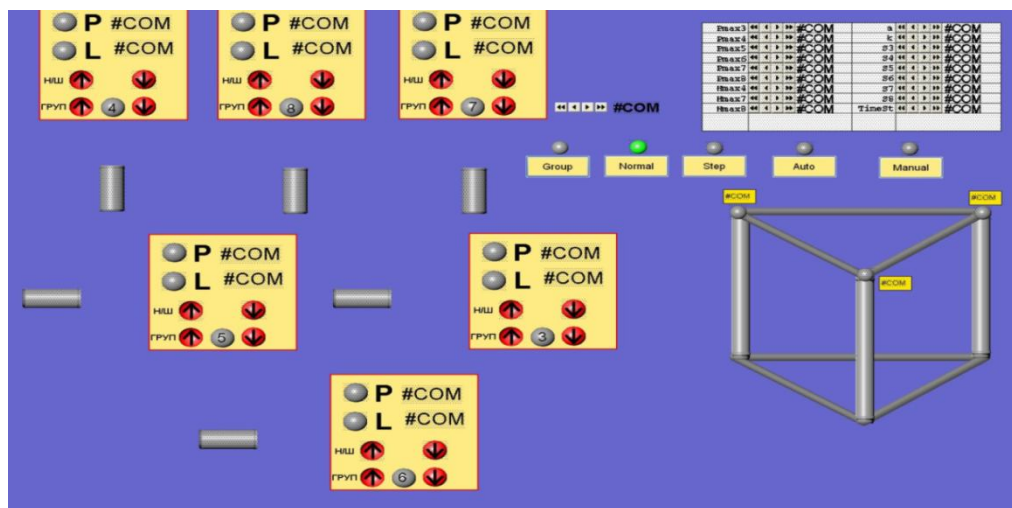 P #COM
L #COM
Н/Ш
ГРУП 4
P #COM
L #COM
Н/Ш
ГРУП 8
P #COM
L #COM
Н/Ш
ГРУП 7
#COM
Pmax3 #COM a #COM
Pmax4 #COM k #COM
Pmax5 #COM S3 #COM
Pmax6 #COM S4 #COM
Pmax7 #COM S5 #COM
Pmax8 #COM S6 #COM
Hmax4 #COM S7 #COM
Hmax7 #COM S8 #COM
Hmax8 #COM TimeSt #COM
Group Normal Step Auto Manual
#COM #COM
#COM
P #COM
L #COM
Н/Ш
ГРУП 5
P #COM
L #COM
Н/Ш
ГРУП 3
P #COM
L #COM
Н/Ш
ГРУП 6